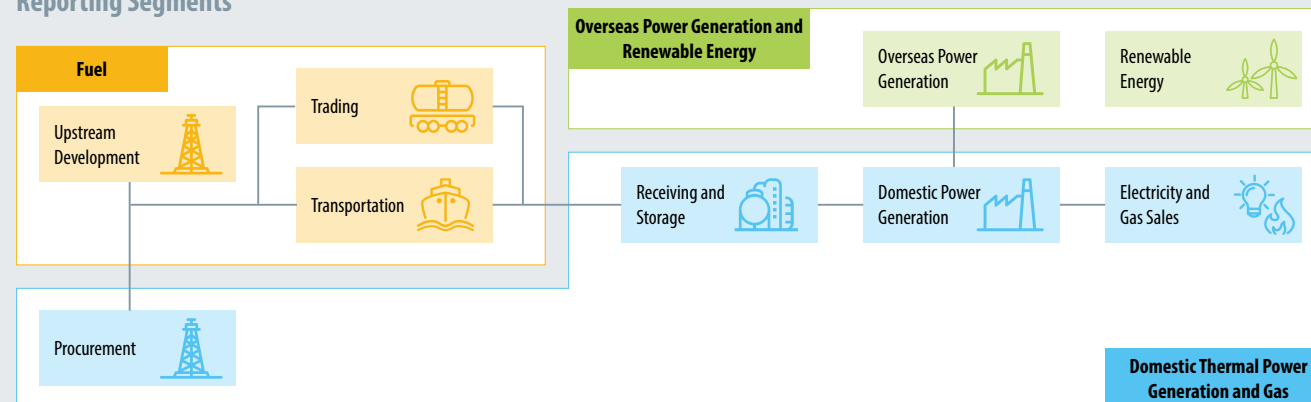 Reporting Segments
Fuel
Upstream
Development
Trading
Transportation
Overseas Power Generation and
Renewable Energy
Overseas Power
Generation
Renewable
Energy
Receiving and
Storage
Domestic Power
Generation
Electricity and
Gas Sales
Procurement
Domestic Thermal Power
Generation and Gas